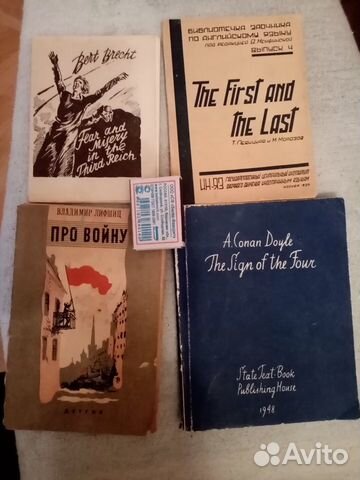 Bert Brecht
Fear and
Misery
in the
Third Reich
БИБЛИОТЕЧКА ЗАОЧНИКА
ПО АНГЛИЙСКОМУ ЯЗЫКУ
ВЫПУСК 4
The First and
the Last
ИН-ЯЗ
ВЛАДИМИР ЛИФШИЦ
ПРО ВОЙНУ
ДЕТГИЗ
A. Conan Doyle
The Sign of the Four
State Text-Book
Publishing House
1948
Avito